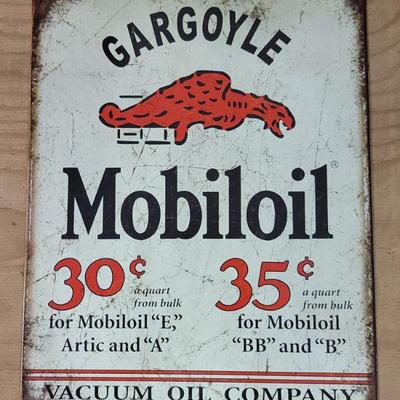 GARGOYLE
Mobiloil®
30¢ a quart from bulk
for Mobiloil "E,"
Artic and "A"
35¢ a quart from bulk
for Mobiloil
"BB" and "B"
VACUUM OIL COMPANY